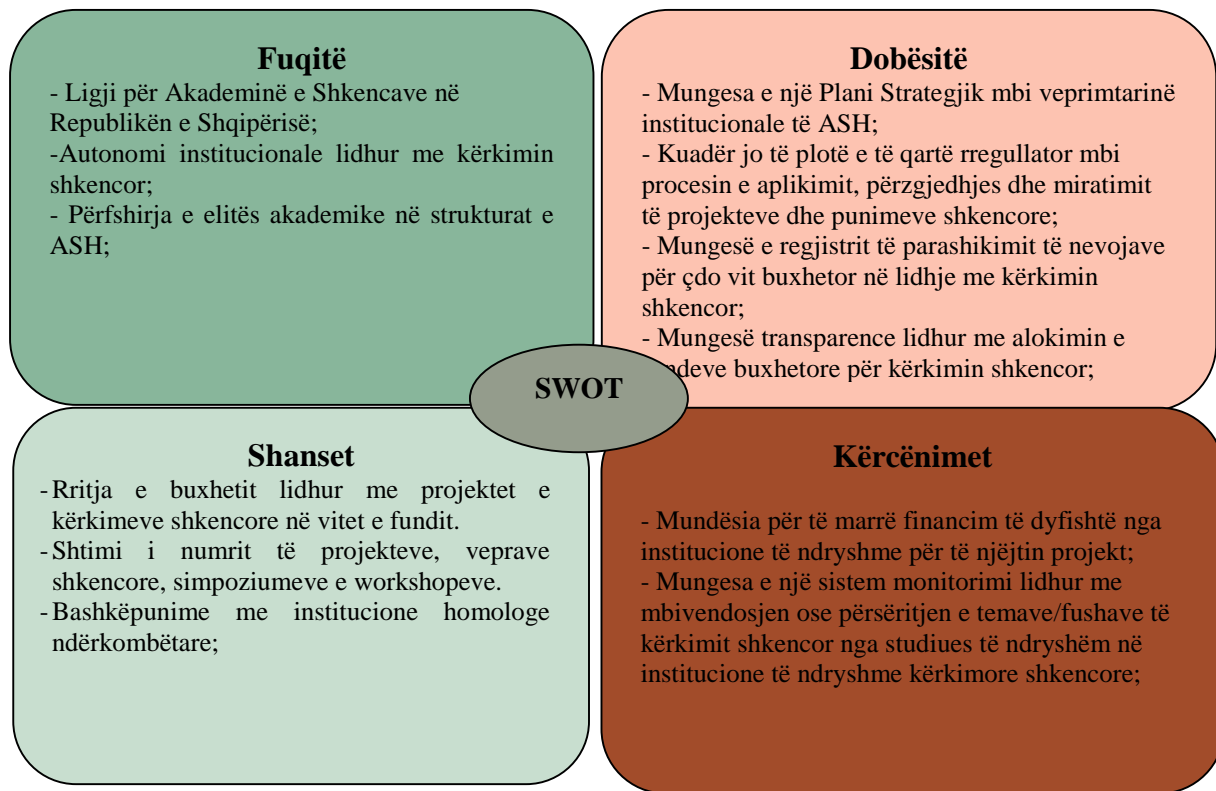 Fuqitë
- Ligji për Akademinë e Shkencave në
Republikën e Shqipërisë;
-Autonomi institucionale lidhur me kërkimin
shkencor;
- Përfshirja e elitës akademike në strukturat e
ASH;
Dobësitë
- Mungesa e një Plani Strategjik mbi veprimtarinë
institucionale të ASH;
- Kuadër jo të plotë e të qartë rregullator mbi
procesin e aplikimit, përzgjedhjes dhe miratimit
të projekteve dhe punimeve shkencore;
- Mungesë e regjistrit të parashikimit të nevojave
për çdo vit buxhetor në lidhje me kërkimin
shkencor;
- Mungesë transparence lidhur me alokimin e
buxhetore për kërkimin shkencor;
SWOT
Shanset
- Rritja e buxhetit lidhur me projektet e
kërkimeve shkencore në vitet e fundit.
- Shtimi i numrit të projekteve, veprave
shkencore, simpoziumeve e workshopeve.
- Bashkëpunime me institucione homologe
ndërkombëtare;
Kërcënimet
- Mundësia për të marrë financim të dyfishtë nga
institucione të ndryshme për të njëjtin projekt;
- Mungesa e një sistem monitorimi lidhur me
mbivendosjen ose përsëritjen e temave/fushave të
kërkimit shkencor nga studiues të ndryshëm në
institucione të ndryshme kërkimore shkencore;